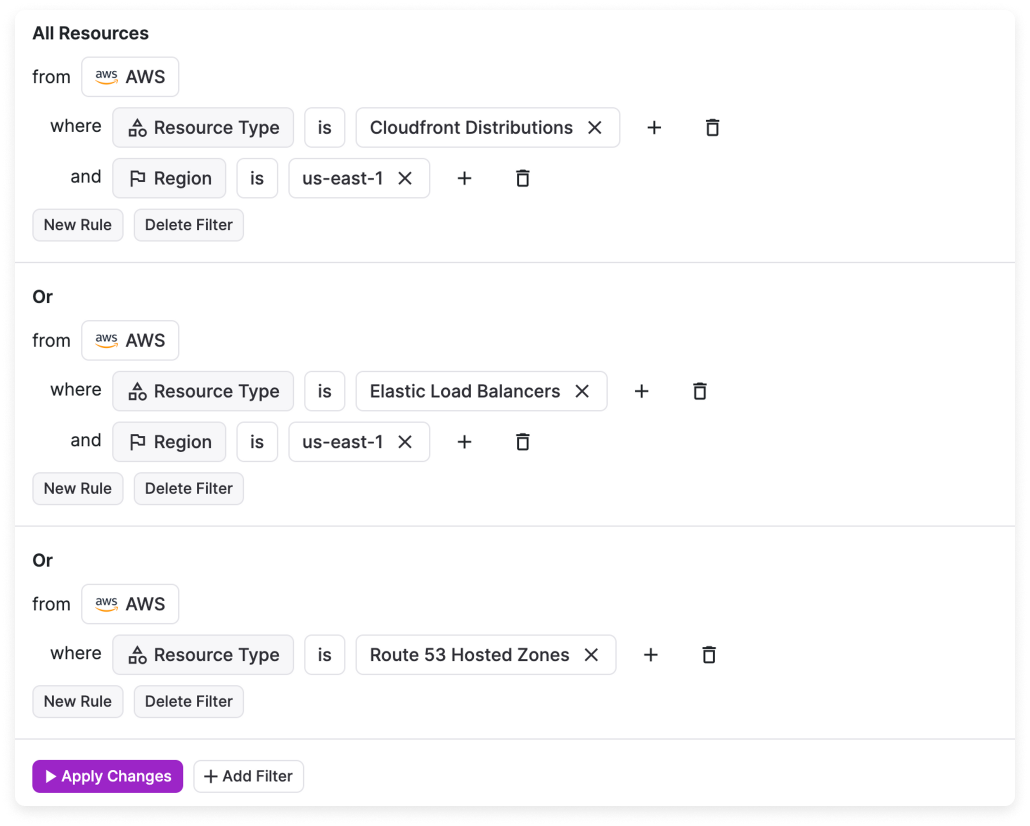 All Resources
from aws AWS
where Resource Type is Cloudfront Distributions
and Region is us-east-1
New Rule Delete Filter
Or
from aws AWS
where Resource Type is Elastic Load Balancers
and Region is us-east-1
New Rule Delete Filter
Or
from aws AWS
where Resource Type is Route 53 Hosted Zones
New Rule Delete Filter
Apply Changes + Add Filter